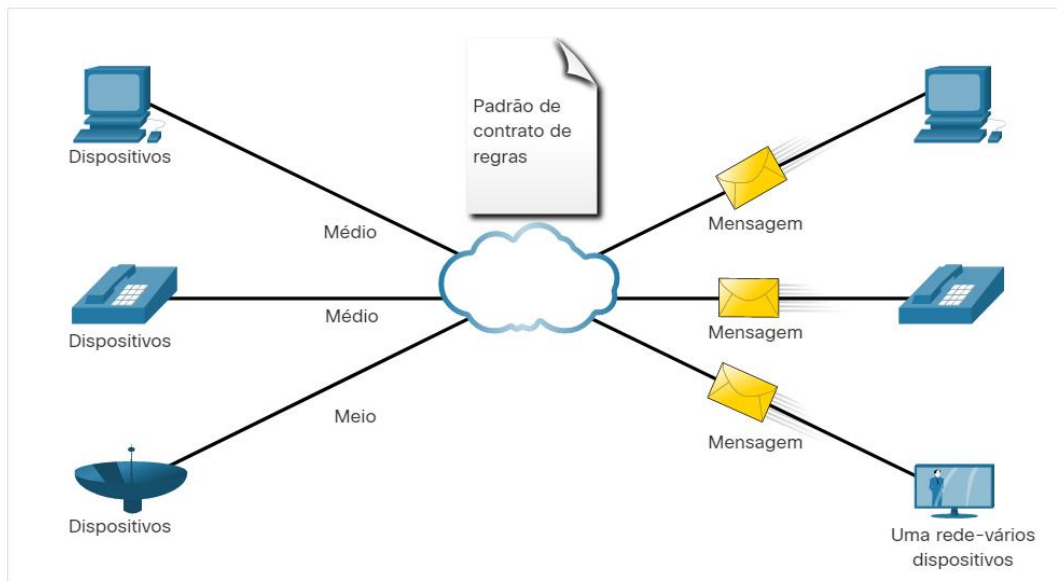 Padrão de
contrato de
regras
Dispositivos
Médio
Mensagem
Dispositivos
Médio
Mensagem
Meio
Mensagem
Dispositivos
Uma rede-vários
dispositivos